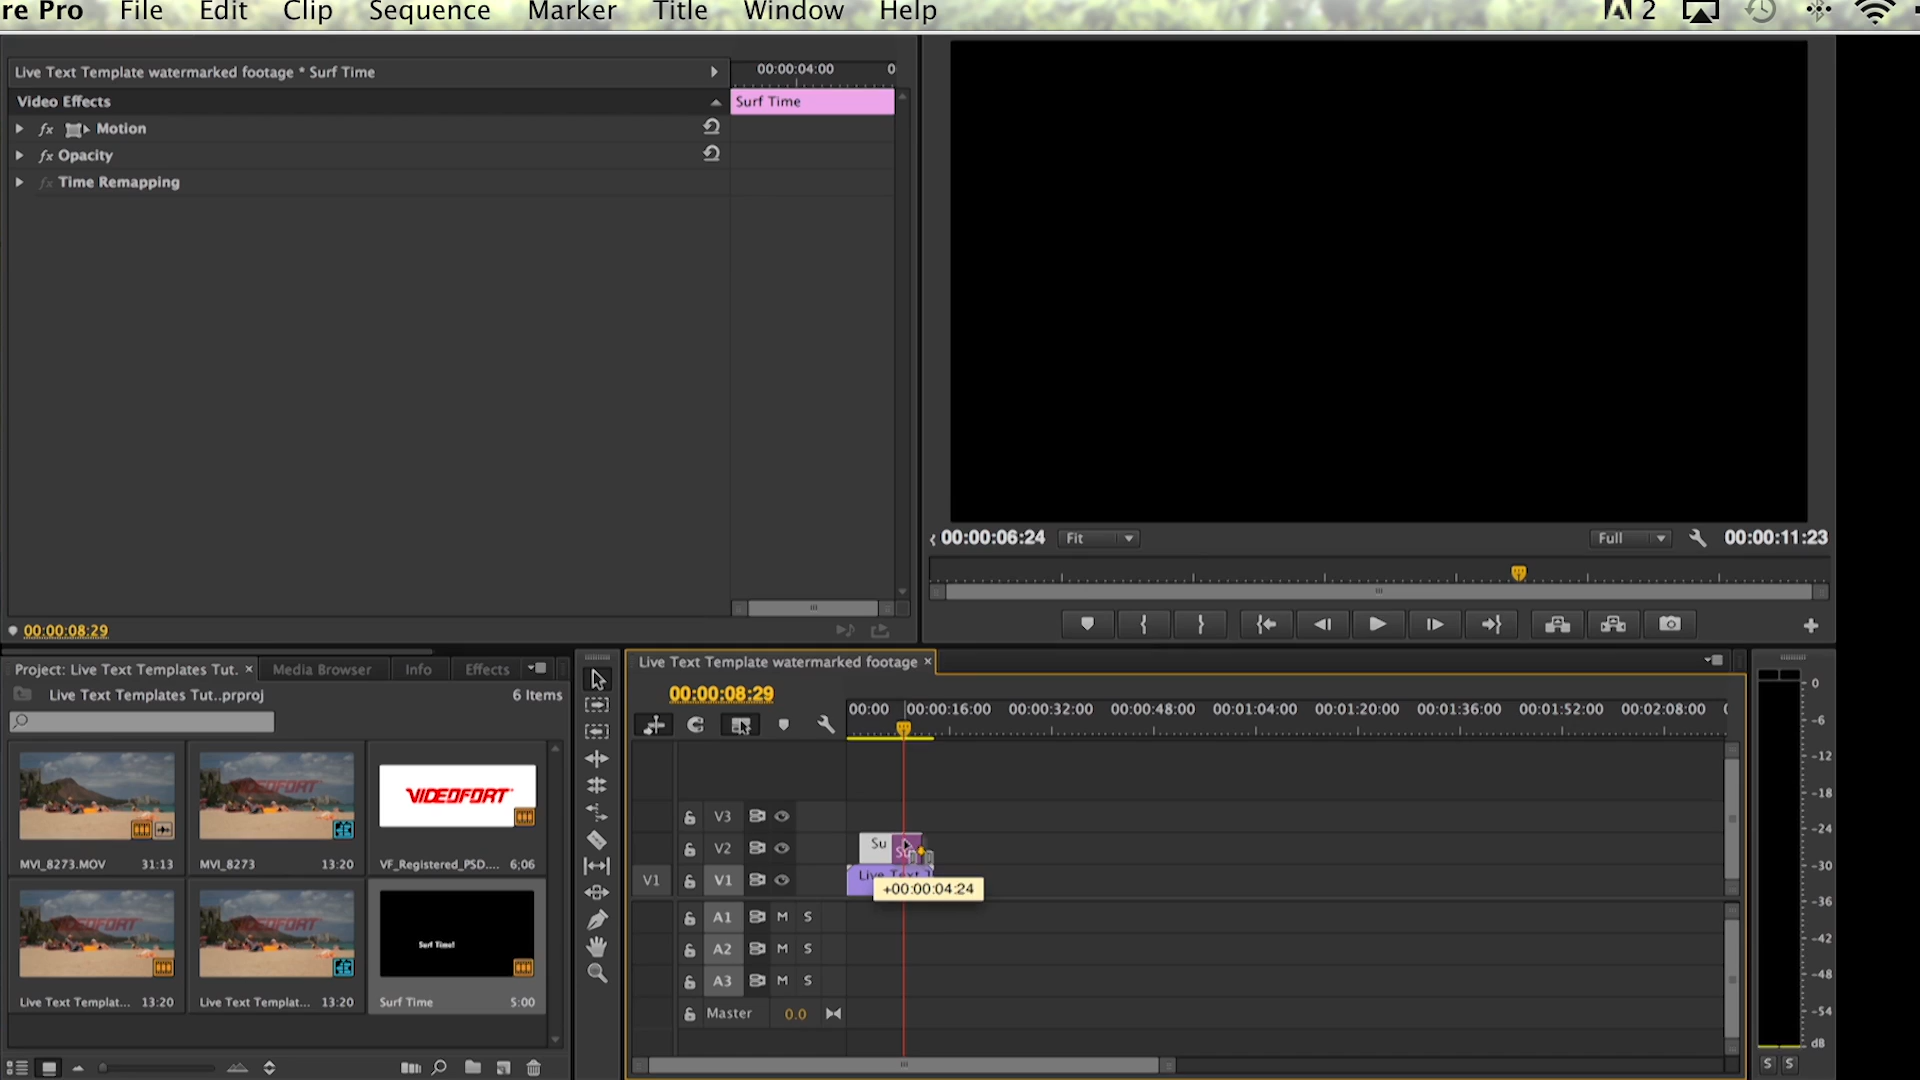 re Pro File Edit Clip Sequence Marker Title Window Help 2
Live Text Template watermarked footage * Surf Time
00:00:04:00 0
Video Effects
Surf Time
fx Motion
fx Opacity
fx Time Remapping
00:00:08:29
00:00:06:24 Fit Full 00:00:11:23
Project: Live Text Templates Tut. × Media Browser Info Effects
Live Text Templates Tut..prproj 6 Items
MVI_8273.MOV 31:13
VIDEOFORT
MVI_8273 13:20
VIDEOFORT
VF_Registered_PSD.... 6;06
VIDEOFORT
Live Text Templat... 13:20
VIDEOFORT
Live Text Templat... 13:20
Surf Time!
Surf Time 5:00
Live Text Template watermarked footage ×
00:00:08:29
00:00 00:00:16:00 00:00:32:00 00:00:48:00 00:01:04:00 00:01:20:00 00:01:36:00 00:01:52:00 00:02:08:00
V3
V2 Su
V1 V1 Live Text T
+00:00:04:24
A1 M S
A2 M S
A3 M S
Master 0.0
0
-6
-12
-18
-24
-30
-36
-42
-48
-54
dB
S S